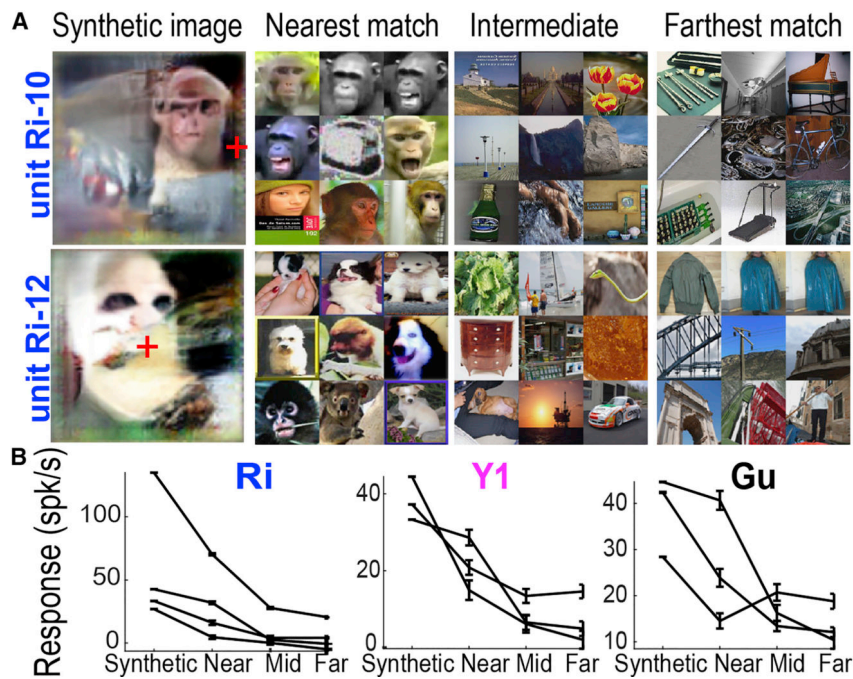 A Synthetic image Nearest match Intermediate Farthest match
unit Ri-10
unit Ri-12
B
Response (spk/s)
Ri
100
50
0
Synthetic Near Mid Far
Y1
40
20
0
Synthetic Near Mid Far
Gu
40
30
20
10
Synthetic Near Mid Far